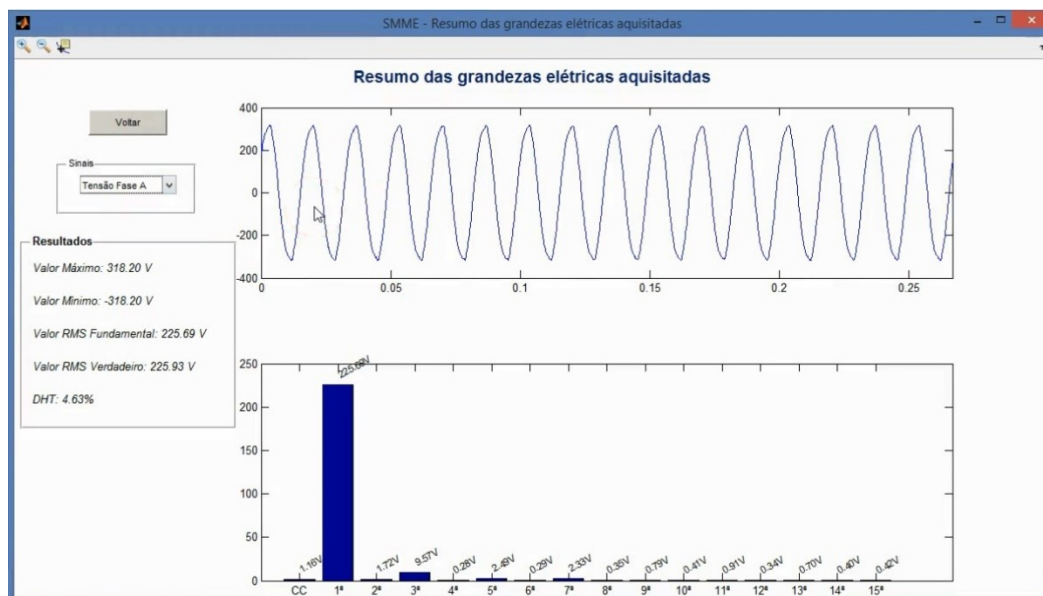 SMME - Resumo das grandezas elétricas aquisitadas
Resumo das grandezas elétricas aquisitadas
Voltar
Sinais
Tensão Fase A
Resultados
Valor Máximo: 318.20 V
Valor Mínimo: -318.20 V
Valor RMS Fundamental: 225.69 V
Valor RMS Verdadeiro: 225.93 V
DHT: 4.63%
400
200
0
-200
-400
0 0.05 0.1 0.15 0.2 0.25
250
200
150
100
50
0
1.16V 225.69V 1.72V 9.57V 0.28V 2.49V 0.29V 2.33V 0.35V 0.79V 0.41V 0.91V 0.34V 0.70V 0.40V 0.42V
CC 1ª 2ª 3ª 4ª 5ª 6ª 7ª 8ª 9ª 10ª 11ª 12ª 13ª 14ª 15ª